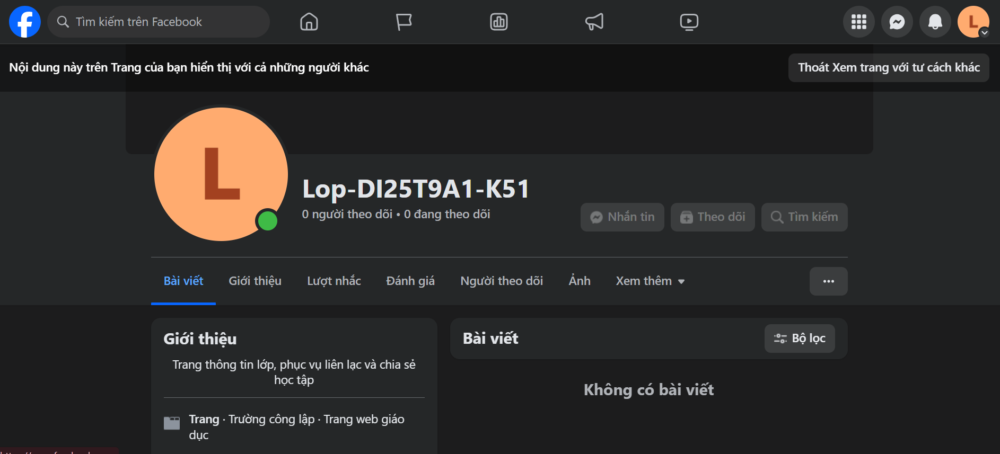 Tìm kiếm trên Facebook
L
Nội dung này trên Trang của bạn hiển thị với cả những người khác
Thoát Xem trang với tư cách khác
L
Lop-DI25T9A1-K51
0 người theo dõi • 0 đang theo dõi
Nhắn tin
Theo dõi
Tìm kiếm
Bài viết
Giới thiệu
Lượt nhắc
Đánh giá
Người theo dõi
Ảnh
Xem thêm
Giới thiệu
Trang thông tin lớp, phục vụ liên lạc và chia sẻ
học tập
Trang · Trường công lập · Trang web giáo
dục
Bài viết
Bộ lọc
Không có bài viết